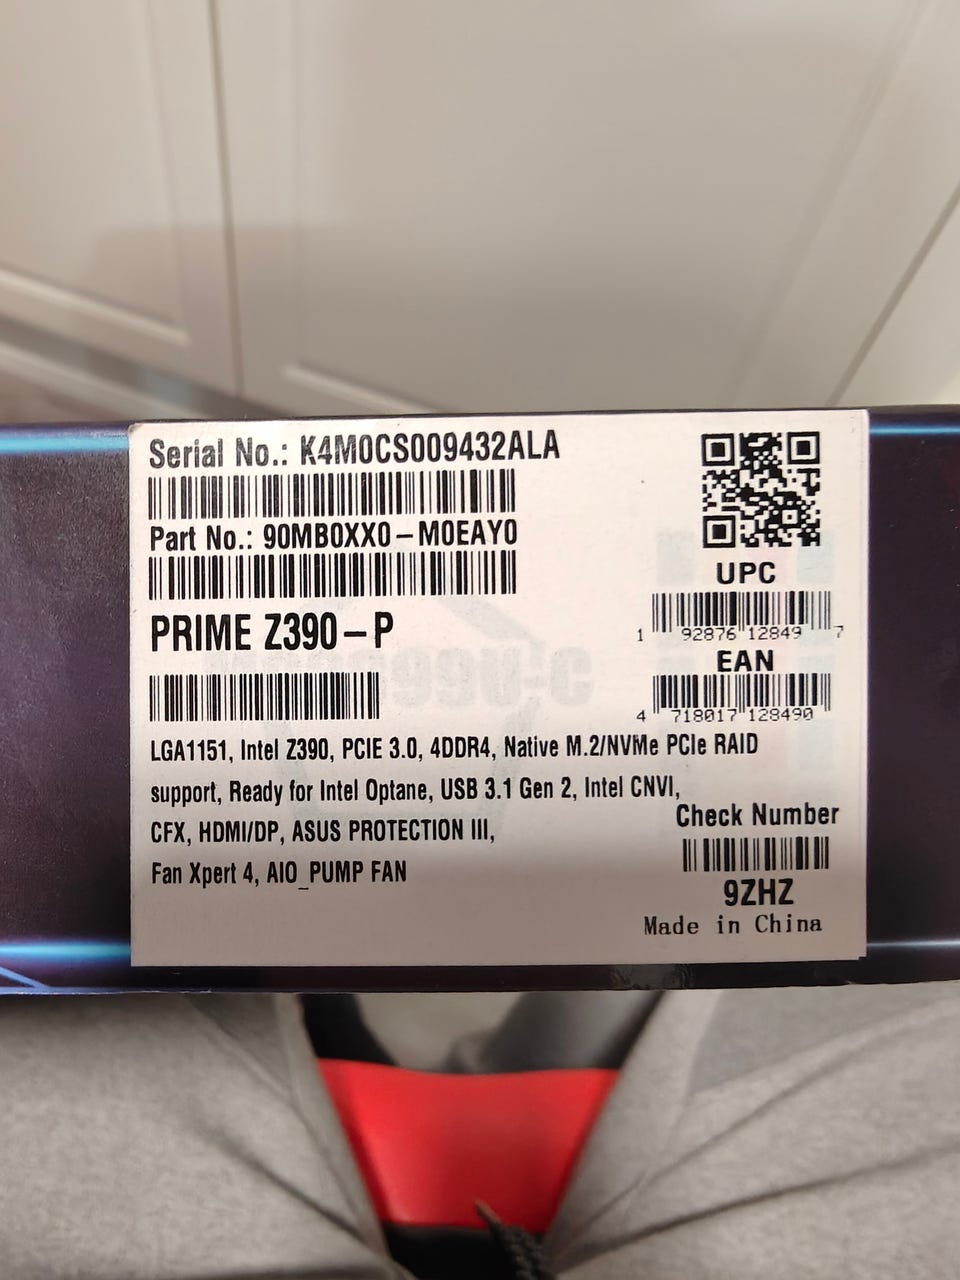 Serial No.: K4M0CS009432ALA
Part No.: 90MB0XX0-M0EAY0
PRIME Z390-P
UPC
1 92876 12849 7
EAN
4 718017 128490
LGA1151, Intel Z390, PCIE 3.0, 4DDR4, Native M.2/NVMe PCIe RAID
support, Ready for Intel Optane, USB 3.1 Gen 2, Intel CNVI,
CFX, HDMI/DP, ASUS PROTECTION III,
Fan Xpert 4, AIO_PUMP FAN
Check Number
9ZHZ
Made in China